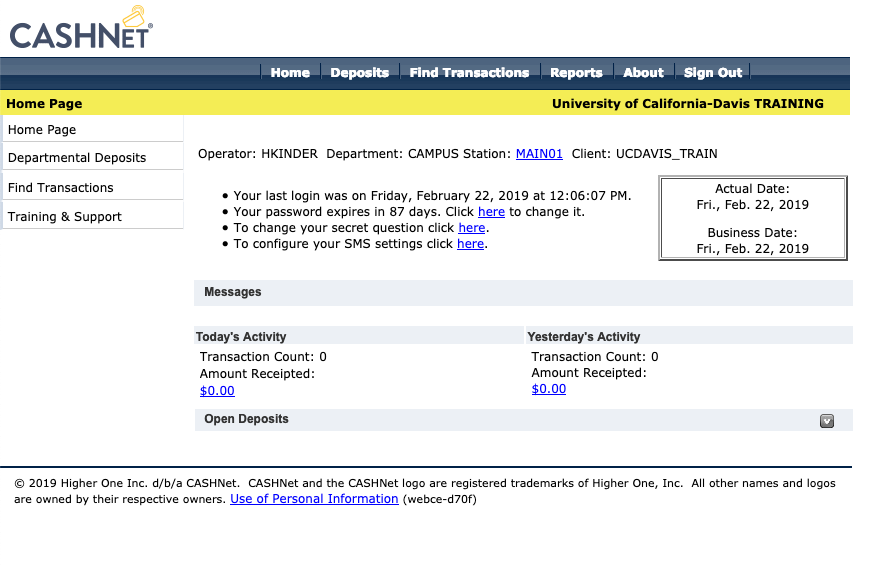 CASHNET®
Home Deposits Find Transactions Reports About Sign Out
Home Page University of California-Davis TRAINING
Home Page
Departmental Deposits
Find Transactions
Training & Support
Operator: HKINDER Department: CAMPUS Station: MAIN01 Client: UCDAVIS_TRAIN
• Your last login was on Friday, February 22, 2019 at 12:06:07 PM.
• Your password expires in 87 days. Click here to change it.
• To change your secret question click here.
• To configure your SMS settings click here.
Actual Date:
Fri., Feb. 22, 2019
Business Date:
Fri., Feb. 22, 2019
Messages
Today's Activity
Transaction Count: 0
Amount Receipted:
$0.00
Yesterday's Activity
Transaction Count: 0
Amount Receipted:
$0.00
Open Deposits
© 2019 Higher One Inc. d/b/a CASHNet. CASHNet and the CASHNet logo are registered trademarks of Higher One, Inc. All other names and logos
are owned by their respective owners. Use of Personal Information (webce-d70f)